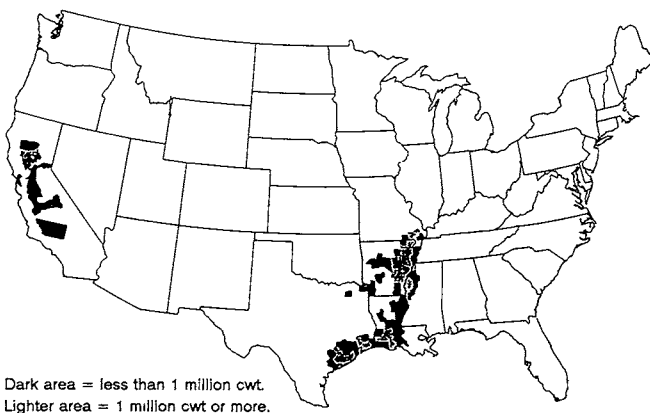 Dark area = less than 1 million cwt.
Lighter area = 1 million cwt or more.